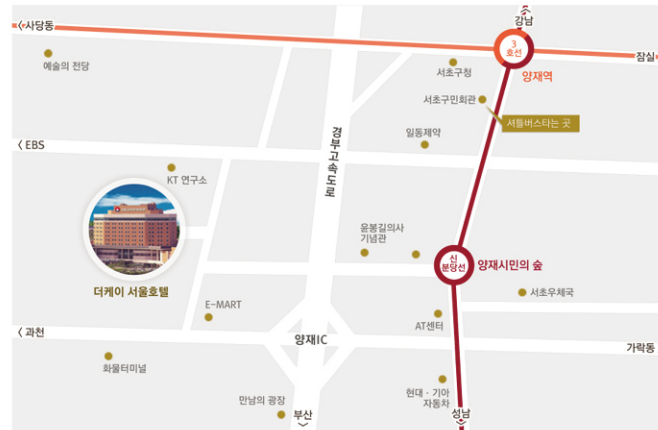 강남
〈 사당동
3
호선
잠실
예술의 전당
서초구청
양재역
서초구민회관
셔틀버스타는 곳
경부고속도로
일동제약
〈 EBS
KT 연구소
윤봉길의사
기념관
신
분당선
양재시민의 숲
더케이 서울호텔
서초우체국
E-MART
AT센터
〈 과천
양재IC
가락동
화물터미널
현대 · 기아
자동차
만남의 광장
부산
성남